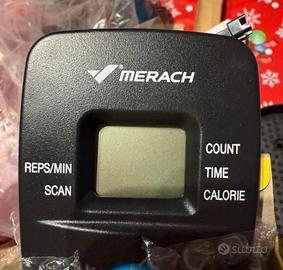 MERACH
COUNT
REPS/MIN
TIME
SCAN
CALORIE
subito